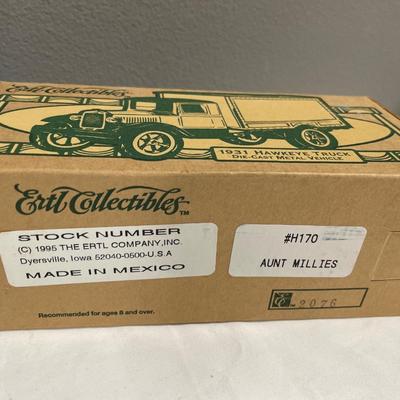 Ertl Collectibles
1931 HAWKEYE TRUCK
DIE-CAST METAL VEHICLE
Ertl Collectibles™
STOCK NUMBER
(C) 1995 THE ERTL COMPANY,INC.
Dyersville, Iowa 52040-0500-U.S.A
MADE IN MEXICO
#H170
AUNT MILLIES
2076
Recommended for ages 8 and over.